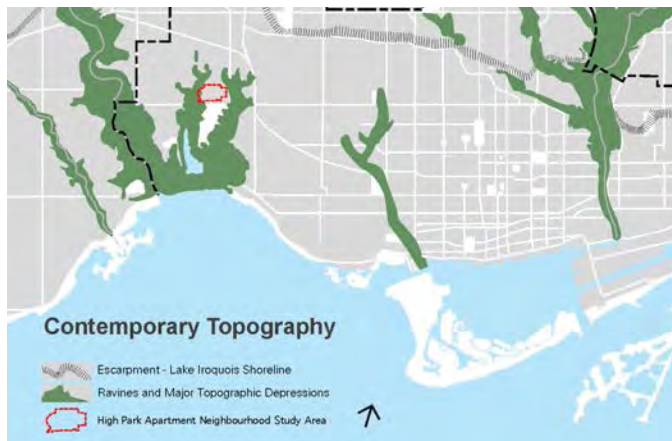 Contemporary Topography
Escarpment - Lake Iroquois Shoreline
Ravines and Major Topographic Depressions
High Park Apartment Neighbourhood Study Area